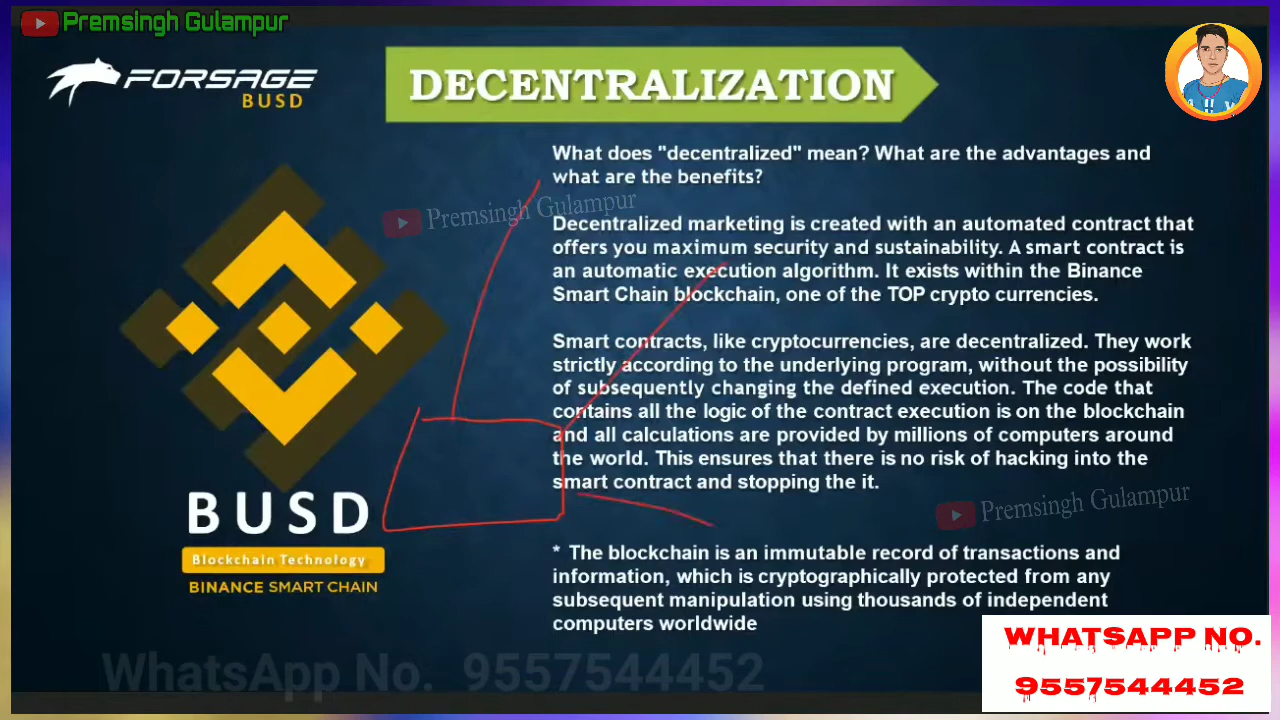 Premsingh Gulampur
FORSAGE
BUSD
DECENTRALIZATION
What does "decentralized" mean? What are the advantages and
what are the benefits?
Premsingh Gulampur
Decentralized marketing is created with an automated contract that
offers you maximum security and sustainability. A smart contract is
an automatic execution algorithm. It exists within the Binance
Smart Chain blockchain, one of the TOP crypto currencies.
Smart contracts, like cryptocurrencies, are decentralized. They work
strictly according to the underlying program, without the possibility
of subsequently changing the defined execution. The code that
contains all the logic of the contract execution is on the blockchain
and all calculations are provided by millions of computers around
the world. This ensures that there is no risk of hacking into the
smart contract and stopping the it.
Premsingh Gulampur
BUSD
Blockchain Technology
BINANCE SMART CHAIN
* The blockchain is an immutable record of transactions and
information, which is cryptographically protected from any
subsequent manipulation using thousands of independent
computers worldwide
WhatsApp No. 9557544452
WHATSAPP NO.
9557544452